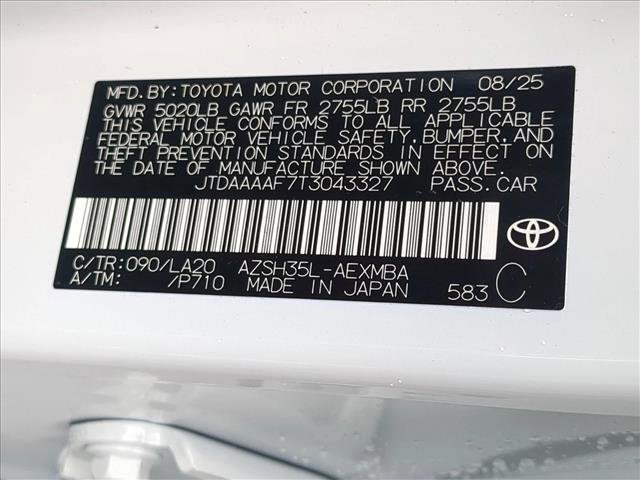 MFD. BY: TOYOTA MOTOR CORPORATION 08/25
GVWR 5020LB GAWR FR 2755LB RR 2755LB
THIS VEHICLE CONFORMS TO ALL APPLICABLE
FEDERAL MOTOR VEHICLE SAFETY, BUMPER, AND
THEFT PREVENTION STANDARDS IN EFFECT ON
THE DATE OF MANUFACTURE SHOWN ABOVE.
JTDAAAAF7T3043327 PASS. CAR
C/TR: 090/LA20 AZSH35L-AEXMBA
A/TM: /P710 MADE IN JAPAN 583 C